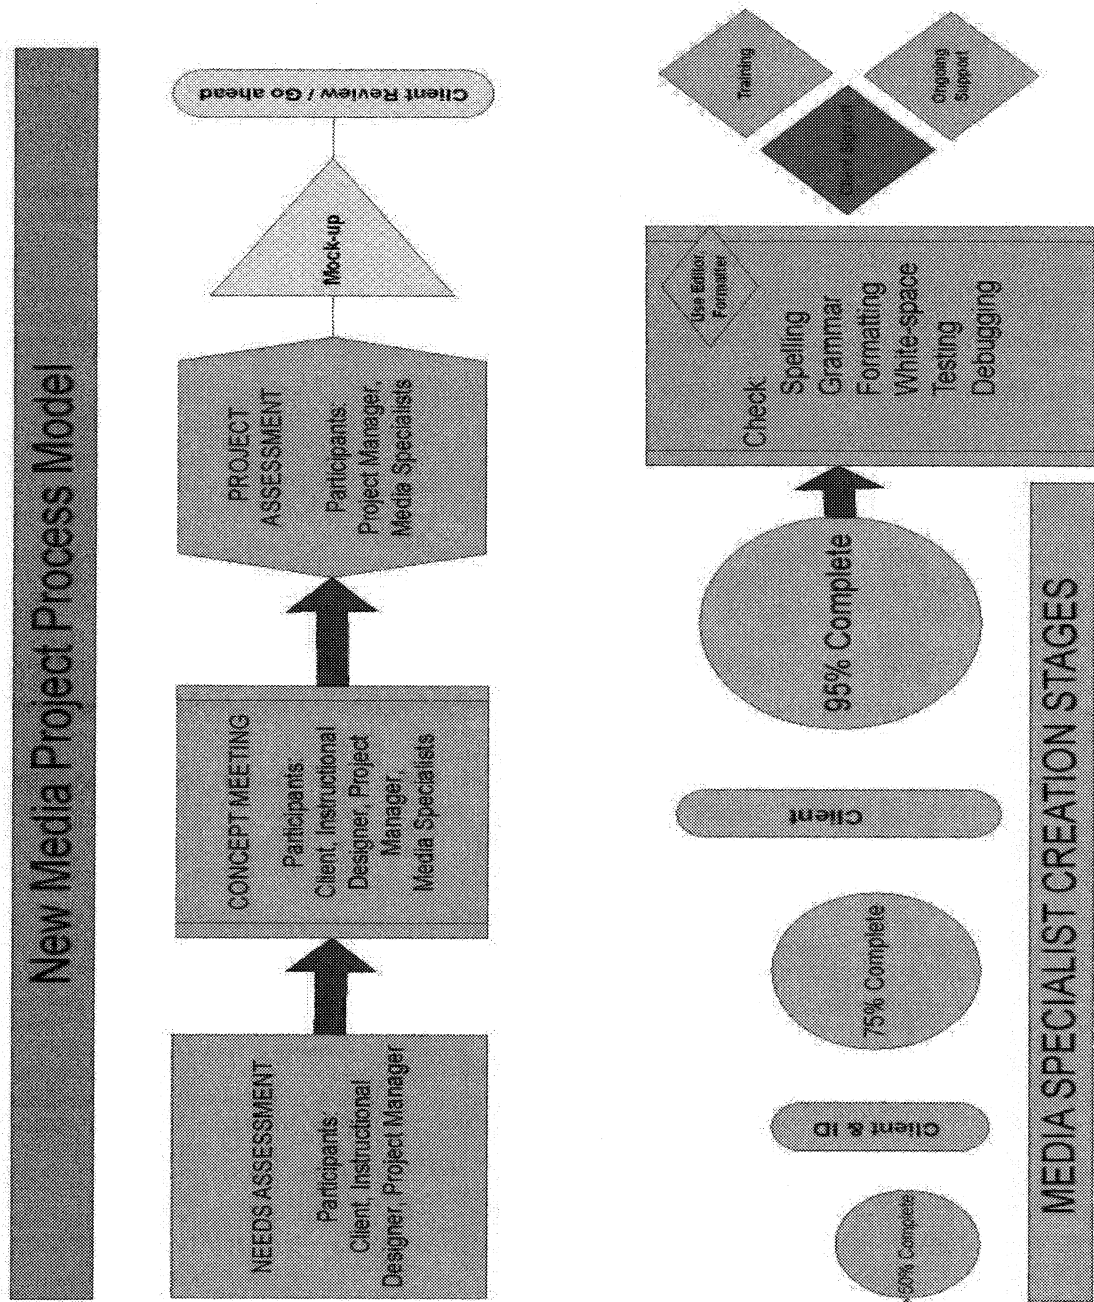 New Media Project Process Model
NEEDS ASSESSMENT
Participants:
Client, Instructional
Designer, Project Manager
CONCEPT MEETING
Participants:
Client, Instructional
Designer, Project
Manager,
Media Specialists
PROJECT
ASSESSMENT
Participants:
Project Manager,
Media Specialists
Mock-up
Client Review / Go ahead
50% Complete
Client & ID
75% Complete
Client
95% Complete
Use Editor,
Formatter
Check
Spelling
Grammar
Formatting
White-space
Testing
Debugging
Training
Ongoing
Support
MEDIA SPECIALIST CREATION STAGES